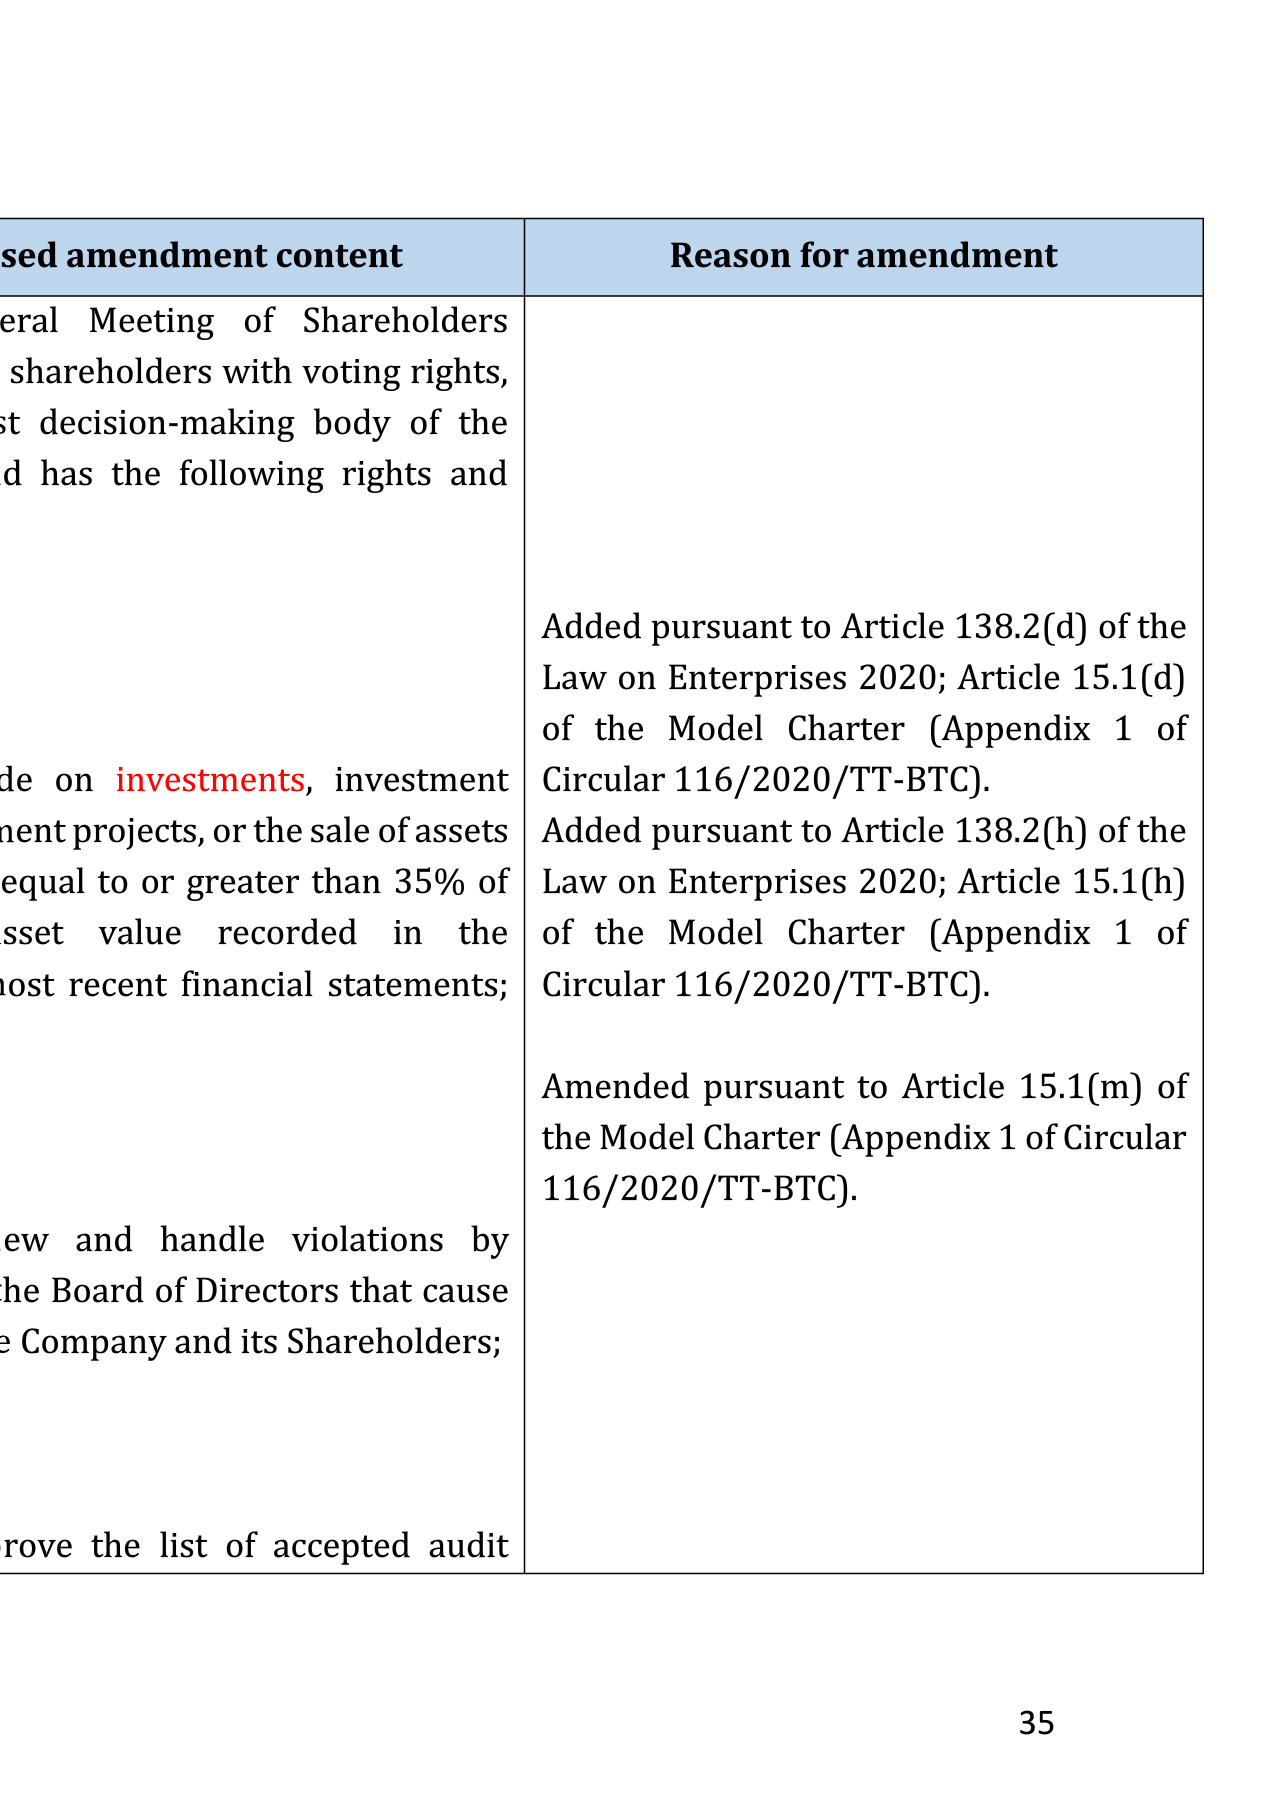 sed amendment content
Reason for amendment
eral Meeting of Shareholders
shareholders with voting rights,
st decision-making body of the
d has the following rights and
de on investments, investment
ment projects, or the sale of assets
equal to or greater than 35% of
sset value recorded in the
ost recent financial statements;
ew and handle violations by
the Board of Directors that cause
e Company and its Shareholders;
rove the list of accepted audit
Added pursuant to Article 138.2(d) of the
Law on Enterprises 2020; Article 15.1(d)
of the Model Charter (Appendix 1 of
Circular 116/2020/TT-BTC).
Added pursuant to Article 138.2(h) of the
Law on Enterprises 2020; Article 15.1(h)
of the Model Charter (Appendix 1 of
Circular 116/2020/TT-BTC).
Amended pursuant to Article 15.1(m) of
the Model Charter (Appendix 1 of Circular
116/2020/TT-BTC).
35